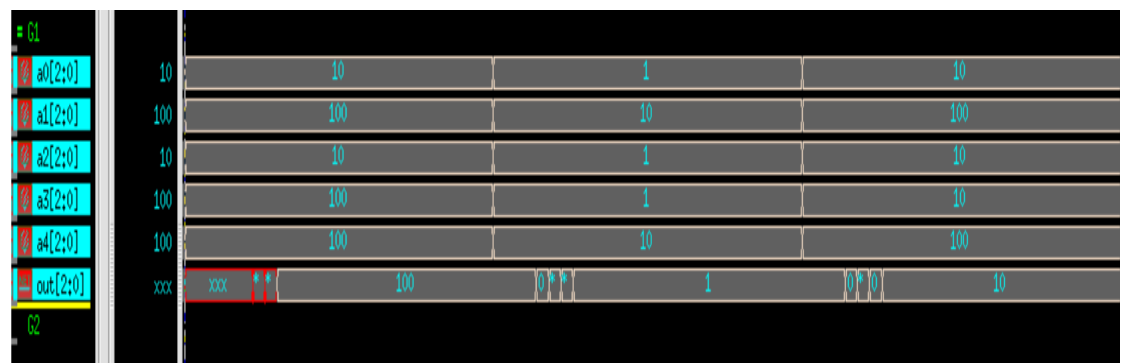 = G1
a0[2:0] 10 10 1 10
a1[2:0] 100 100 10 100
a2[2:0] 10 10 1 10
a3[2:0] 100 100 1 10
a4[2:0] 100 100 10 100
out[2:0] xxx xxx * * 100 0 * * 1 0 * 0 10
G2